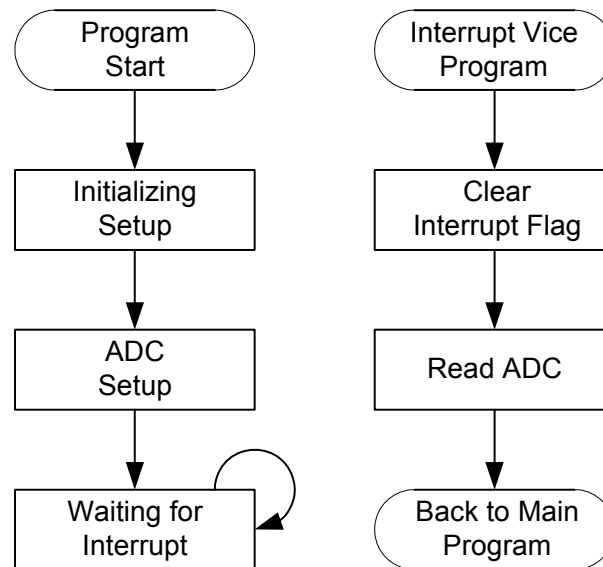 Program
Start
Initializing
Setup
ADC
Setup
Waiting for
Interrupt
Interrupt Vice
Program
Clear
Interrupt Flag
Read ADC
Back to Main
Program